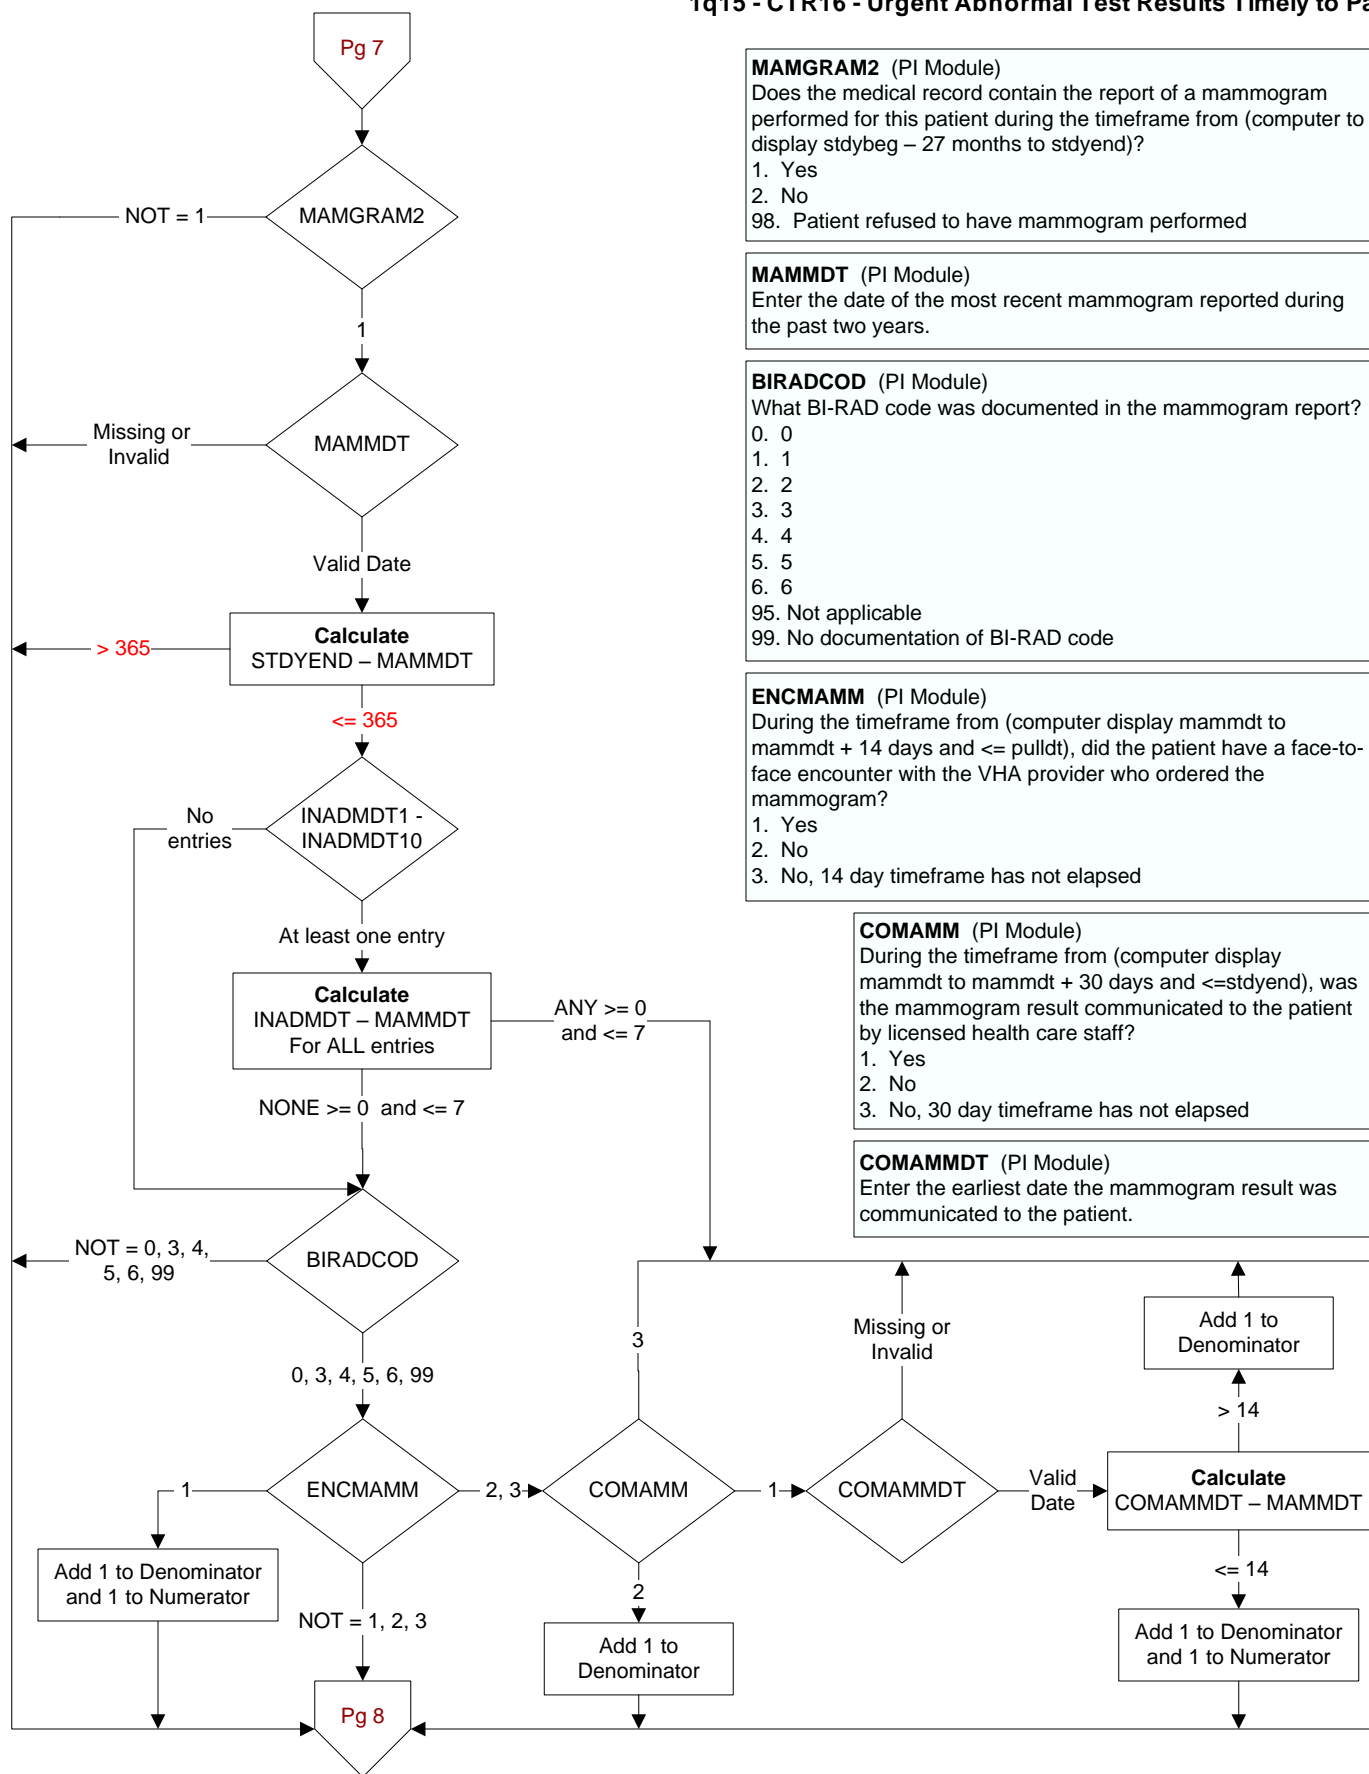 1q15 - CTR16 - Urgent Abnormal Test Results Timely to Pa
Pg 7
MAMGRAM2 (PI Module)
Does the medical record contain the report of a mammogram
performed for this patient during the timeframe from (computer to
display stdybeg – 27 months to stdyend)?
1. Yes
2. No
98. Patient refused to have mammogram performed
MAMMDT (PI Module)
Enter the date of the most recent mammogram reported during
the past two years.
BIRADCOD (PI Module)
What BI-RAD code was documented in the mammogram report?
0. 0
1. 1
2. 2
3. 3
4. 4
5. 5
6. 6
95. Not applicable
99. No documentation of BI-RAD code
ENCMAMM (PI Module)
During the timeframe from (computer display mammdt to
mammdt + 14 days and <= pulldt), did the patient have a face-to-
face encounter with the VHA provider who ordered the
mammogram?
1. Yes
2. No
3. No, 14 day timeframe has not elapsed
COMAMM (PI Module)
During the timeframe from (computer display
mammdt to mammdt + 30 days and <=stdyend), was
the mammogram result communicated to the patient
by licensed health care staff?
1. Yes
2. No
3. No, 30 day timeframe has not elapsed
COMAMMDT (PI Module)
Enter the earliest date the mammogram result was
communicated to the patient.
NOT = 1
MAMGRAM2
1
Missing or
Invalid
MAMMDT
Valid Date
> 365
Calculate
STDYEND – MAMMDT
<= 365
No
entries
INADMDT1 -
INADMDT10
At least one entry
Calculate
INADMDT – MAMMDT
For ALL entries
ANY >= 0
and <= 7
NONE >= 0 and <= 7
NOT = 0, 3, 4,
5, 6, 99
BIRADCOD
0, 3, 4, 5, 6, 99
3
Missing or
Invalid
Add 1 to
Denominator
> 14
1
ENCMAMM
2, 3
COMAMM
1
COMAMMDT
Valid
Date
Calculate
COMAMMDT – MAMMDT
Add 1 to Denominator
and 1 to Numerator
NOT = 1, 2, 3
2
<= 14
Add 1 to
Denominator
Add 1 to Denominator
and 1 to Numerator
Pg 8